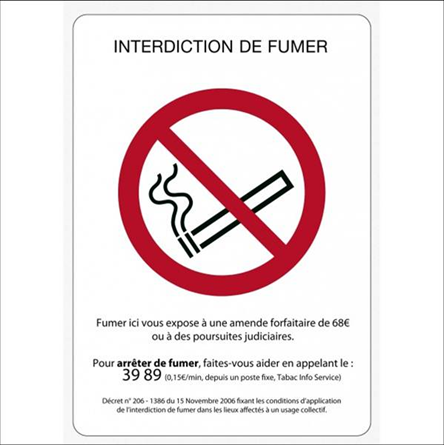 INTERDICTION DE FUMER
Fumer ici vous expose à une amende forfaitaire de 68€
ou à des poursuites judiciaires.
Pour arrêter de fumer, faites-vous aider en appelant le :
39 89 (0,15€/min, depuis un poste fixe, Tabac Info Service)
Décret n° 206 - 1386 du 15 Novembre 2006 fixant les conditions d'application
de l'interdiction de fumer dans les lieux affectés à un usage collectif.